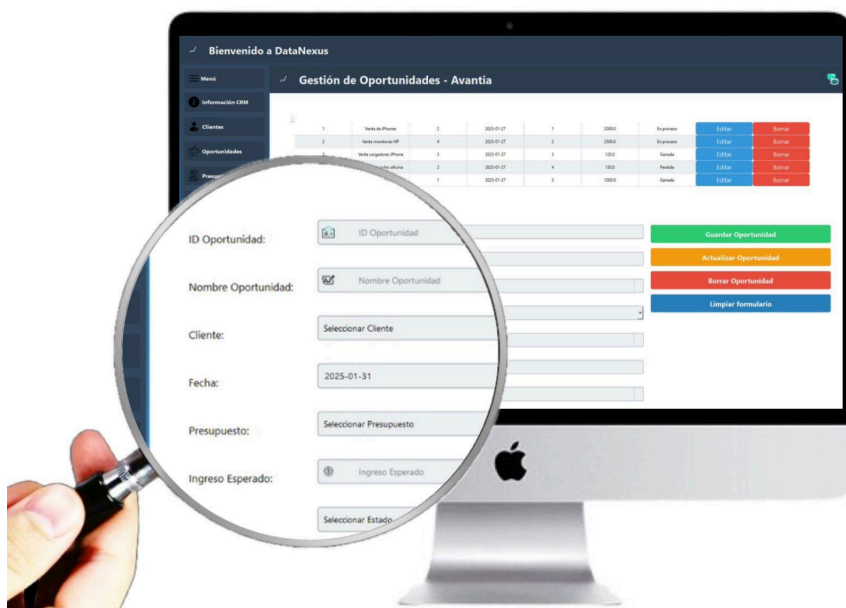 Bienvenido a DataNexus
Menú
Gestión de Oportunidades - Avantia
Información CRM
Clientes
Oportunidades
1 Venta de iPhones 2 2025-01-27 1 2000.0 En proceso Editar Borrar
2 Venta monitores HP 4 2025-01-27 2 2500.0 En proceso Editar Borrar
Venta cargadores iPhone 3 2025-01-27 3 120.0 Ganada Editar Borrar
oficina 2 2025-01-27 4 150.0 Perdida Editar Borrar
1 2025-01-27 5 1000.0 Ganada Editar Borrar
ID Oportunidad:
ID Oportunidad
Nombre Oportunidad:
Nombre Oportunidad
Cliente:
Seleccionar Cliente
Fecha:
2025-01-31
Presupuesto:
Seleccionar Presupuesto
Ingreso Esperado:
Ingreso Esperado
Seleccionar Estado
Guardar Oportunidad
Actualizar Oportunidad
Borrar Oportunidad
Limpiar formulario